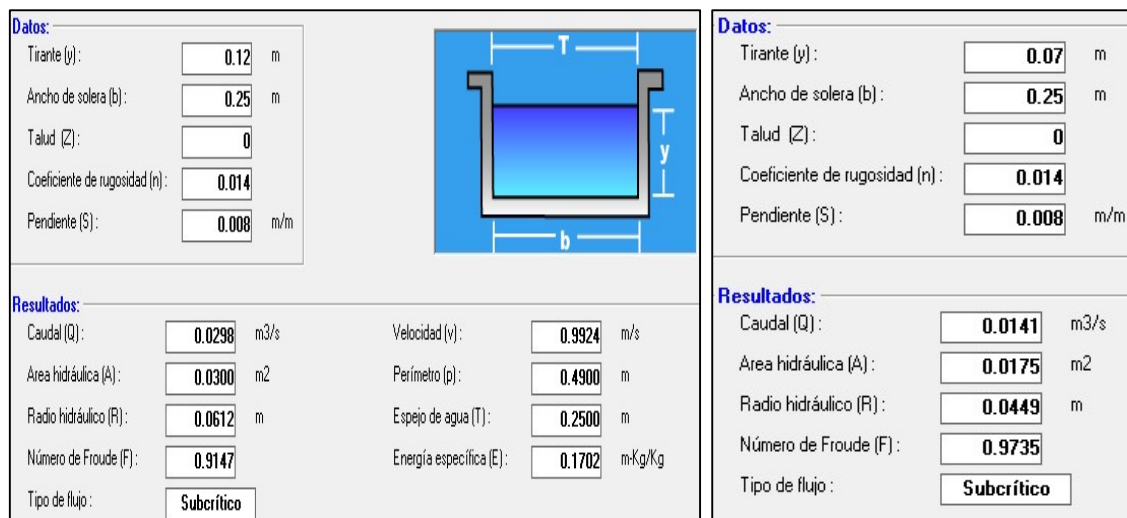 Datos:
Tirante (y) : 0.12 m
Ancho de solera (b) : 0.25 m
Talud (Z) : 0
Coeficiente de rugosidad (n) : 0.014
Pendiente (S) : 0.008 m/m
T
y
b
Resultados:
Caudal (Q) : 0.0298 m3/s Velocidad (v) : 0.9924 m/s
Area hidráulica (A) : 0.0300 m2 Perímetro (p) : 0.4900 m
Radio hidráulico (R) : 0.0612 m Espejo de agua (T) : 0.2500 m
Número de Froude (F) : 0.9147 Energía específica (E) : 0.1702 m-Kg/Kg
Tipo de flujo : Subcrítico
Datos:
Tirante (y) : 0.07 m
Ancho de solera (b) : 0.25 m
Talud (Z) : 0
Coeficiente de rugosidad (n) : 0.014
Pendiente (S) : 0.008 m/m
Resultados:
Caudal (Q) : 0.0141 m3/s
Area hidráulica (A) : 0.0175 m2
Radio hidráulico (R) : 0.0449 m
Número de Froude (F) : 0.9735
Tipo de flujo : Subcrítico